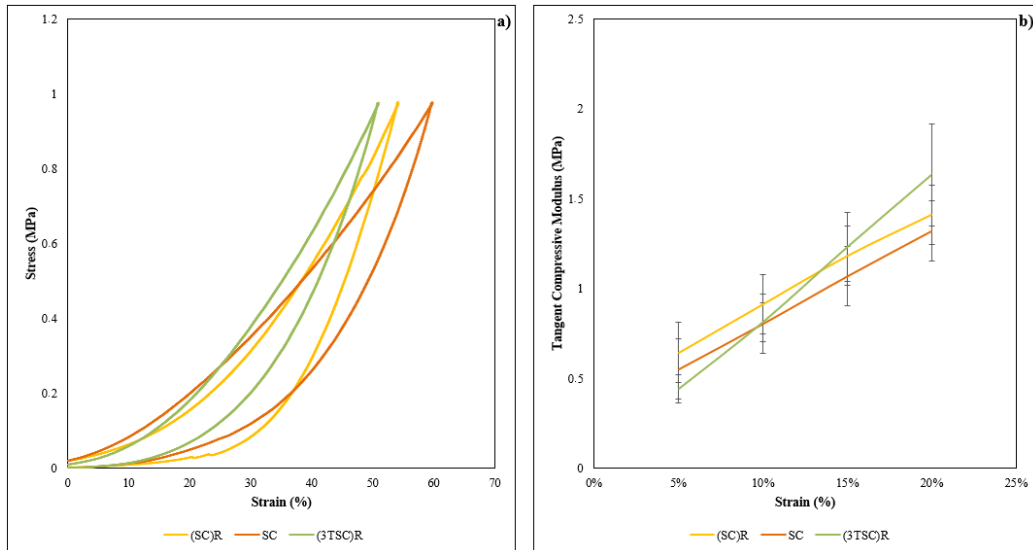 a)
1.2
1
0.8
0.6
0.4
0.2
0
Stress (MPa)
0 10 20 30 40 50 60 70
Strain (%)
(SC)R SC (3TSC)R
b)
2.5
2
1.5
1
0.5
0
Tangent Compressive Modulus (MPa)
0% 5% 10% 15% 20% 25%
Strain (%)
(SC)R SC (3TSC)R